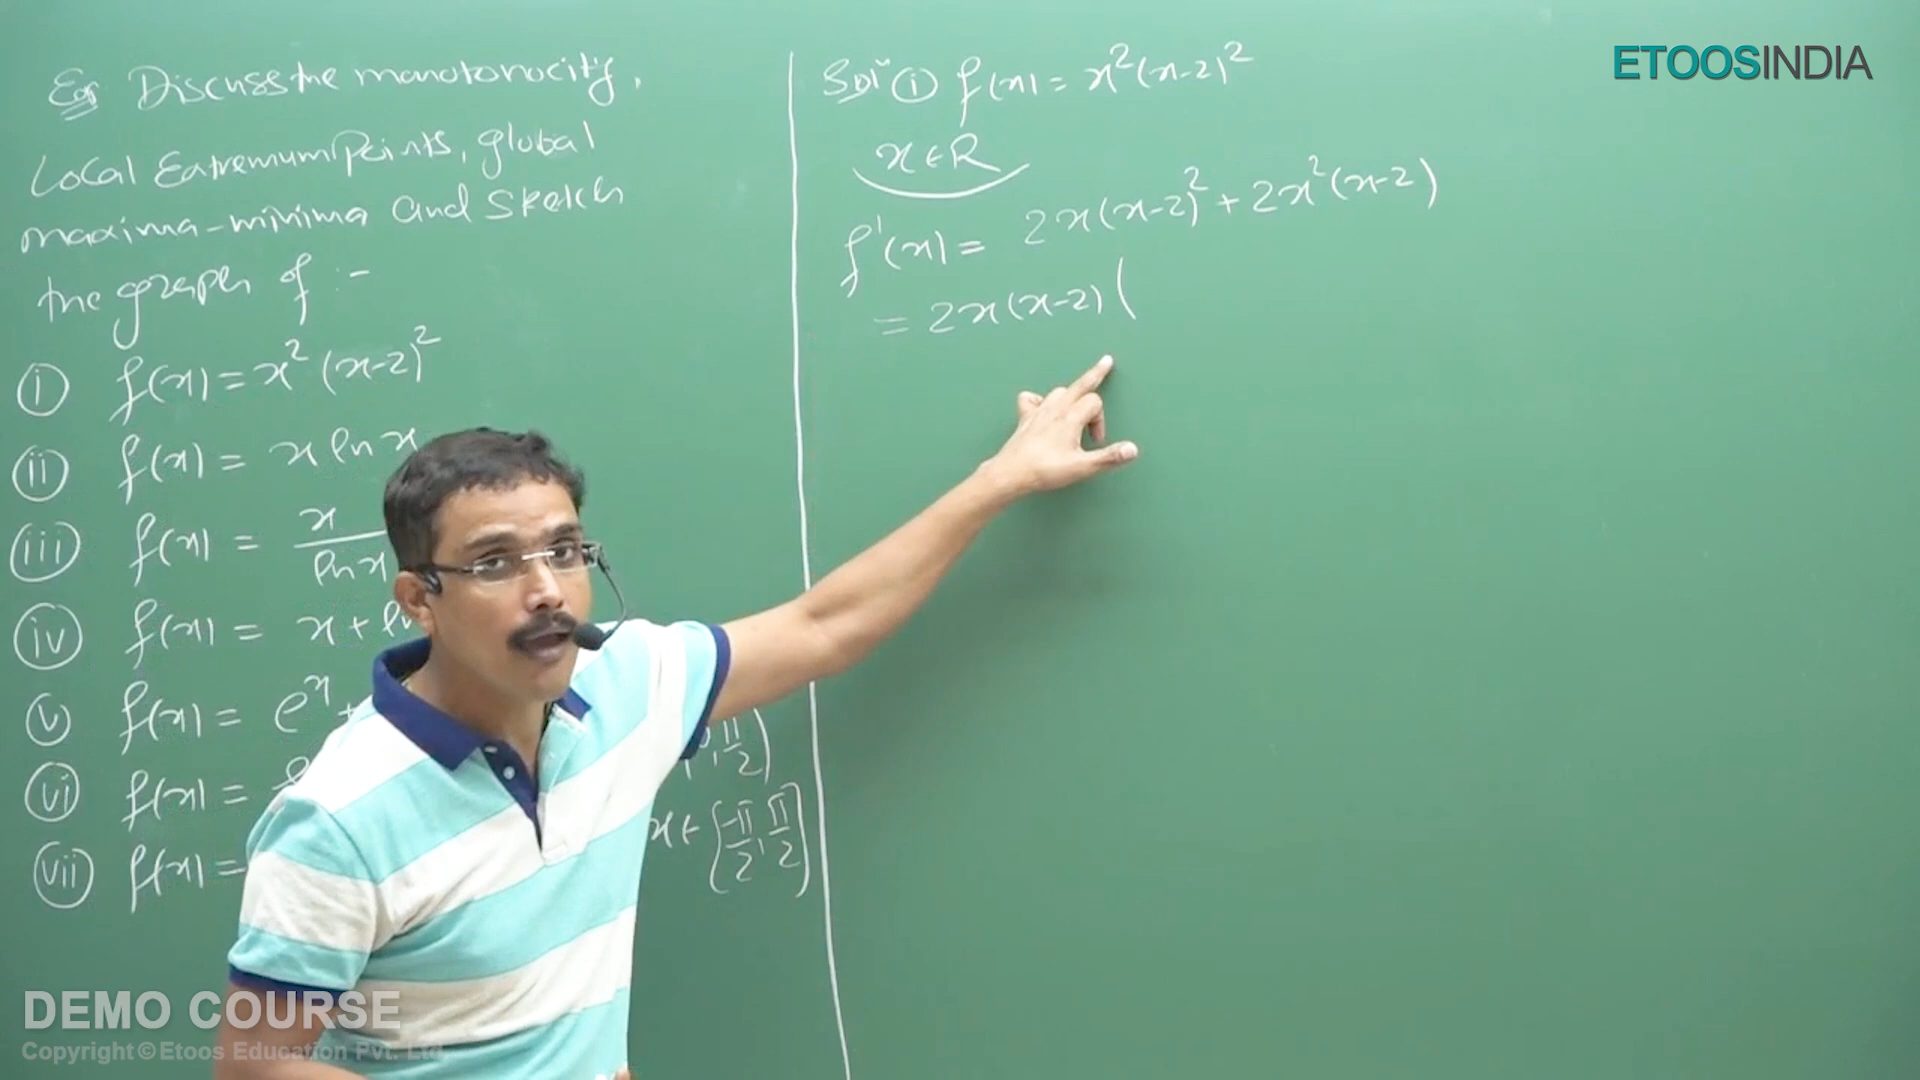 Eg Discuss the monotonocity,
Local Extremum Points, global
maxima-minima and sketch
the graph of :-
(i) f(x) = x²(x-2)²
(ii) f(x) = x ln x
(iii) f(x) = x / ln x
(iv) f(x) = x +
(v) f(x) = eˣ +
(vi) f(x) = π/2)
(vii) f(x) = x ∈ [-π/2, π/2]
Solⁿ (i) f(x) = x²(x-2)²
x ∈ R
f'(x) = 2x(x-2)² + 2x²(x-2)
= 2x(x-2)(
ETOOSINDIA
DEMO COURSE
Copyright © Etoos Education Pvt. Ltd.